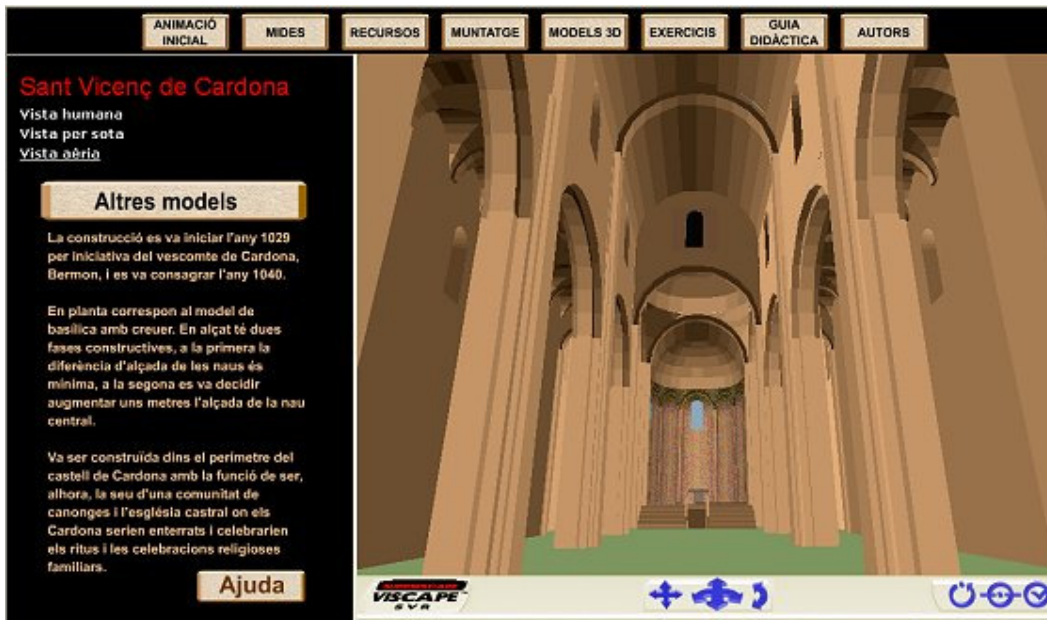 ANIMACIÓ
INICIAL
MIDES
RECURSOS
MUNTATGE
MODELS 3D
EXERCICIS
GUIA
DIDÀCTICA
AUTORS
Sant Vicenç de Cardona
Vista humana
Vista per sota
Vista aèria
Altres models
La construcció es va iniciar l'any 1029
per iniciativa del vescomte de Cardona,
Bermon, i es va consagrar l'any 1040.
En planta correspon al model de
basílica amb creuer. En alçat té dues
fases constructives, a la primera la
diferència d'alçada de les naus és
mínima, a la segona es va decidir
augmentar uns metres l'alçada de la nau
central.
Va ser construïda dins el perímetre del
castell de Cardona amb la funció de ser,
alhora, la seu d'una comunitat de
canonges i l'església castral on els
Cardona serien enterrats i celebrarien
els ritus i les celebracions religioses
familiars.
Ajuda
SUPERSCAPE
VISCAPE
SVR